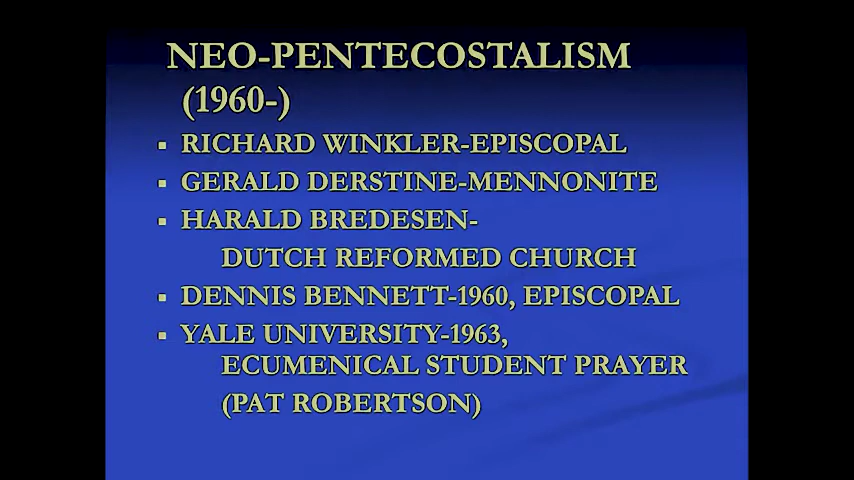 NEO-PENTECOSTALISM
(1960-)
▪ RICHARD WINKLER-EPISCOPAL
▪ GERALD DERSTINE-MENNONITE
▪ HARALD BREDESEN-
DUTCH REFORMED CHURCH
▪ DENNIS BENNETT-1960, EPISCOPAL
▪ YALE UNIVERSITY-1963,
ECUMENICAL STUDENT PRAYER
(PAT ROBERTSON)